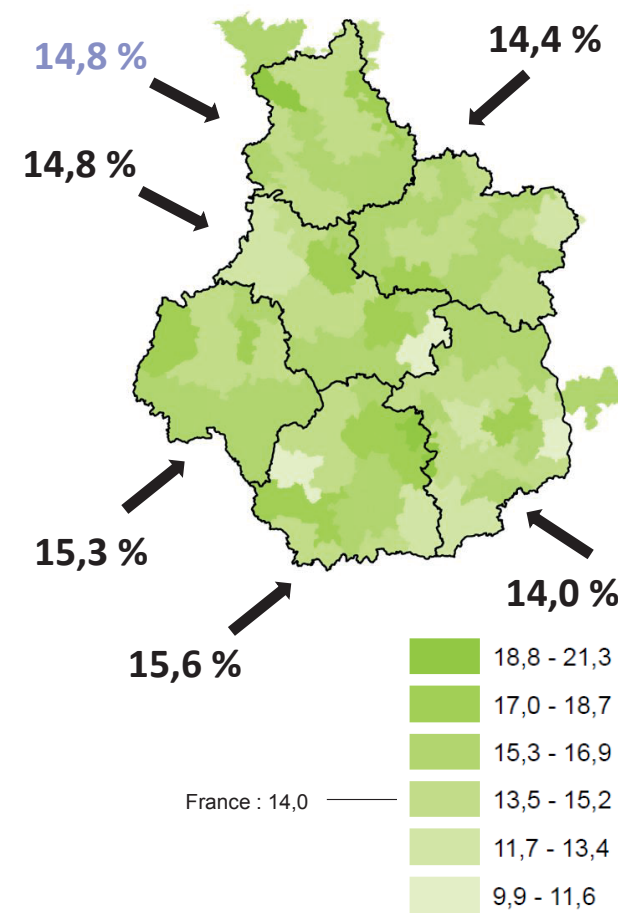 14,8 %
14,4 %
14,8 %
15,3 %
14,0 %
15,6 %
18,8 - 21,3
17,0 - 18,7
15,3 - 16,9
France : 14,0
13,5 - 15,2
11,7 - 13,4
9,9 - 11,6